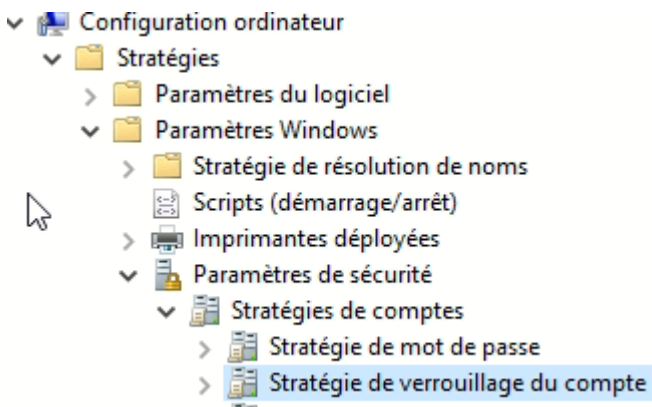 Configuration ordinateur
Stratégies
Paramètres du logiciel
Paramètres Windows
Stratégie de résolution de noms
Scripts (démarrage/arrêt)
Imprimantes déployées
Paramètres de sécurité
Stratégies de comptes
Stratégie de mot de passe
Stratégie de verrouillage du compte